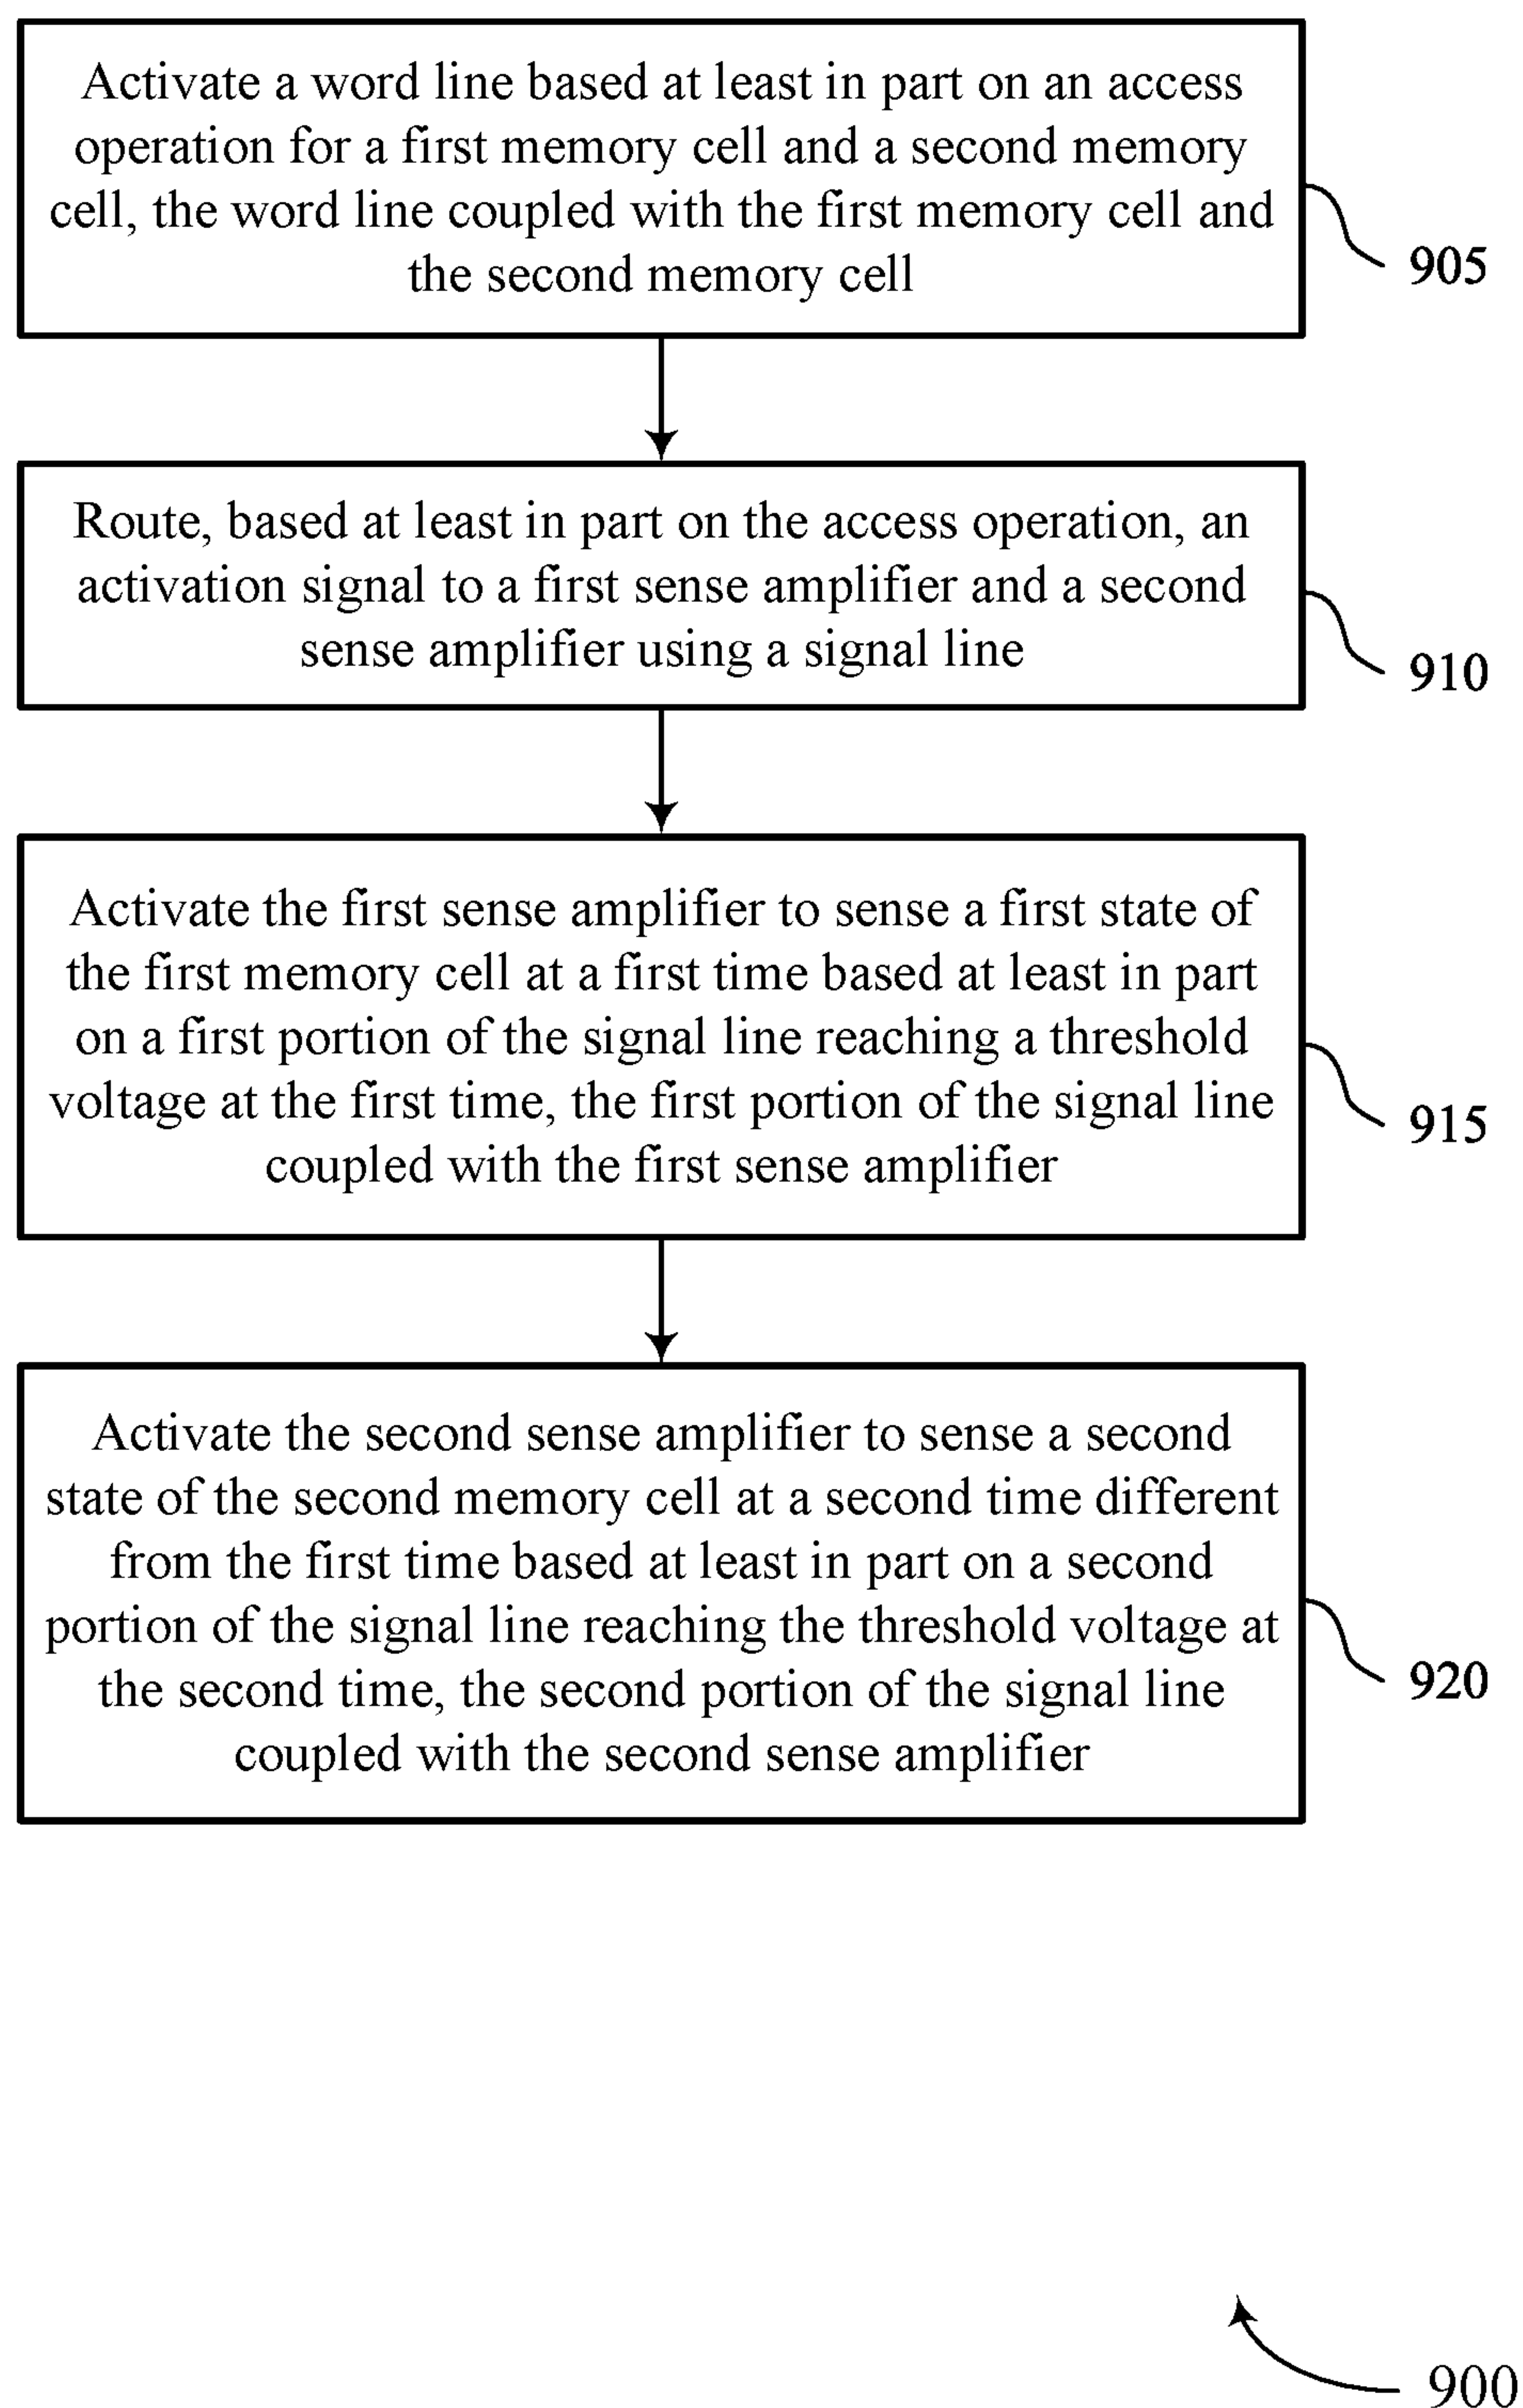 Activate a word line based at least in part on an access
operation for a first memory cell and a second memory
cell, the word line coupled with the first memory cell and
the second memory cell
905
Route, based at least in part on the access operation, an
activation signal to a first sense amplifier and a second
sense amplifier using a signal line
910
Activate the first sense amplifier to sense a first state of
the first memory cell at a first time based at least in part
on a first portion of the signal line reaching a threshold
voltage at the first time, the first portion of the signal line
coupled with the first sense amplifier
915
Activate the second sense amplifier to sense a second
state of the second memory cell at a second time different
from the first time based at least in part on a second
portion of the signal line reaching the threshold voltage at
the second time, the second portion of the signal line
coupled with the second sense amplifier
920
900